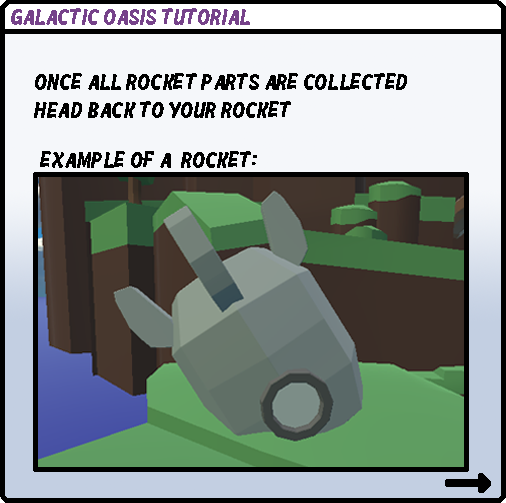 GALACTIC OASIS TUTORIAL
ONCE ALL ROCKET PARTS ARE COLLECTED
HEAD BACK TO YOUR ROCKET
EXAMPLE OF A ROCKET: